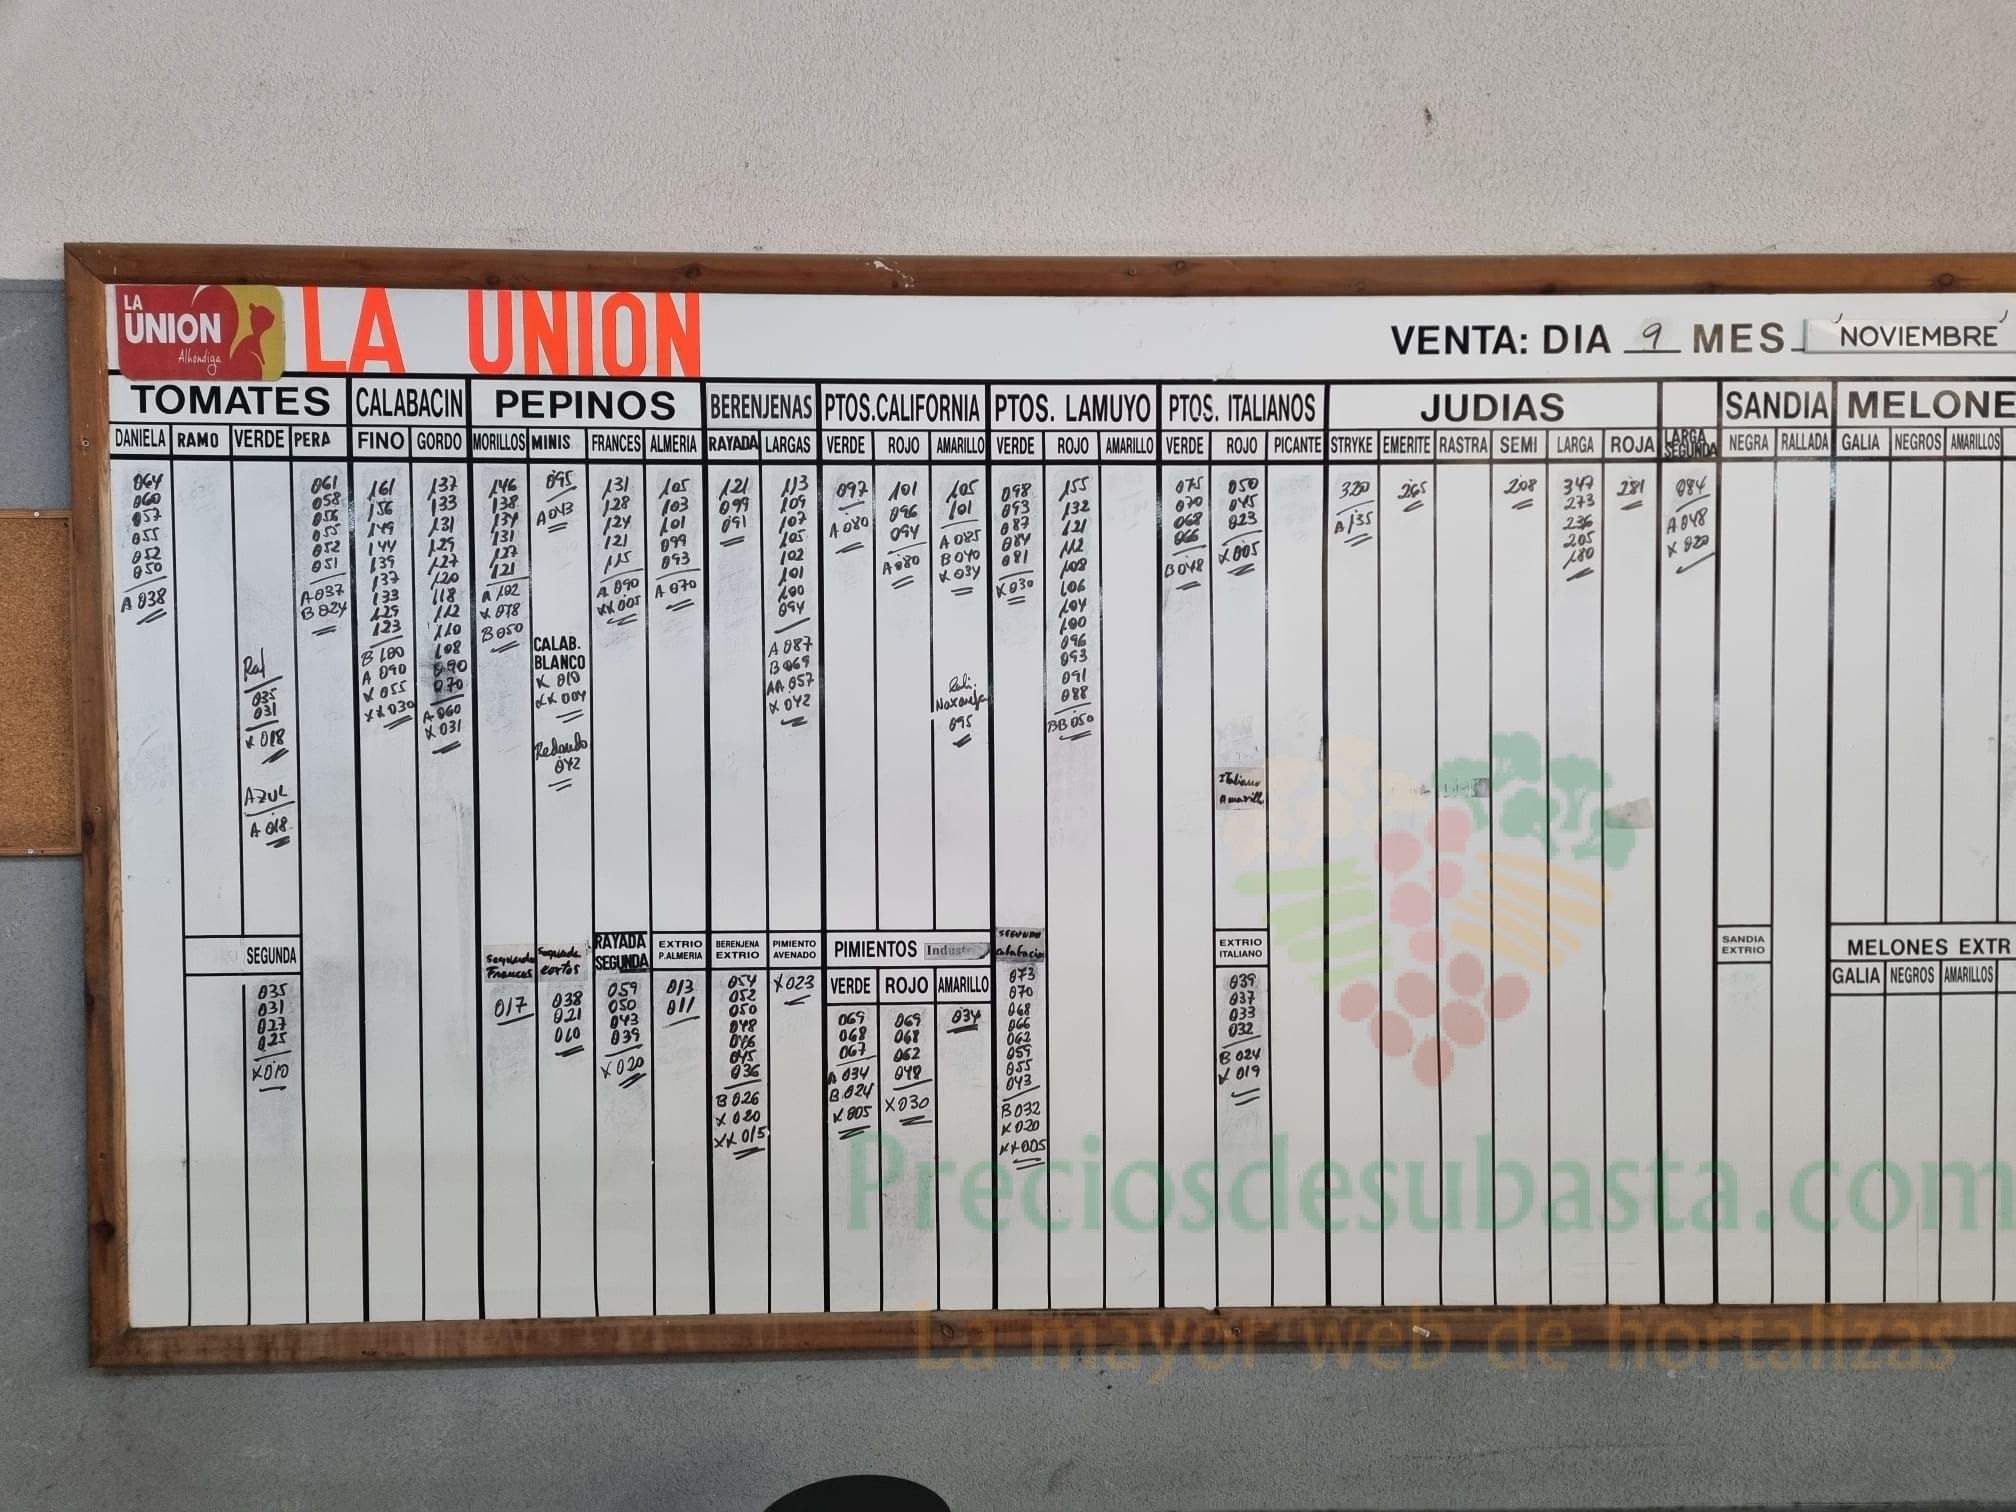 LA
UNION
Alhóndiga
LA UNION
VENTA: DIA 9 MES NOVIEMBRE
TOMATES CALABACIN PEPINOS BERENJENAS PTOS.CALIFORNIA PTOS. LAMUYO PTOS. ITALIANOS JUDIAS SANDIA MELONE
DANIELA RAMO VERDE PERA FINO GORDO MORILLOS MINIS FRANCES ALMERIA RAYADA LARGAS VERDE ROJO AMARILLO VERDE ROJO AMARILLO VERDE ROJO PICANTE STRYKE EMERITE RASTRA SEMI LARGA ROJA LARGA SEGUNDA NEGRA RALLADA GALIA NEGROS AMARILLOS
064
060
057
055
052
050
A 038
Raf
035
031
X 018
AZUL
A 018
061
058
056
055
052
051
A 037
B 024
161
156
149
144
139
137
133
129
123
B 100
A 090
X 055
XX 030
137
133
131
129
127
120
118
112
110
108
090
070
A 060
X 031
146
138
134
131
127
121
A 102
X 078
B 050
095
A 043
CALAB.
BLANCO
X 010
XX 004
Redondo
042
131
128
124
121
115
A 090
XX 005
105
103
101
099
093
A 070
121
099
091
113
109
107
105
102
101
100
094
A 087
B 069
AA 057
X 042
097
A 080
101
096
094
A 080
105
101
A 085
B 040
X 034
Naranja
095
098
093
087
084
081
X 030
155
132
121
112
108
106
104
100
096
093
091
088
BB 050
075
070
068
066
B 048
050
045
023
X 005
Italiano
Amarillo
320
A 135
265
208
347
273
236
205
180
281
084
A 048
X 020
SEGUNDA
035
031
027
025
X 010
Segunda
Frances
017
Segunda
cortos
038
021
010
RAYADA
SEGUNDA
059
050
043
039
X 020
EXTRIO
P.ALMERIA
013
011
BERENJENA
EXTRIO
054
052
050
048
046
045
036
B 026
X 020
XX 015
PIMIENTO
AVENADO
X 023
PIMIENTOS Indust
VERDE ROJO AMARILLO
069
068
067
A 034
B 024
X 005
069
068
062
048
X 030
034
SEGUNDA
calabacin
073
070
068
066
062
059
055
043
B 032
X 020
XX 005
EXTRIO
ITALIANO
039
037
033
032
B 024
X 019
SANDIA
EXTRIO
MELONES EXTR
GALIA NEGROS AMARILLOS
Preciosdesubasta.com
La mayor web de hortalizas